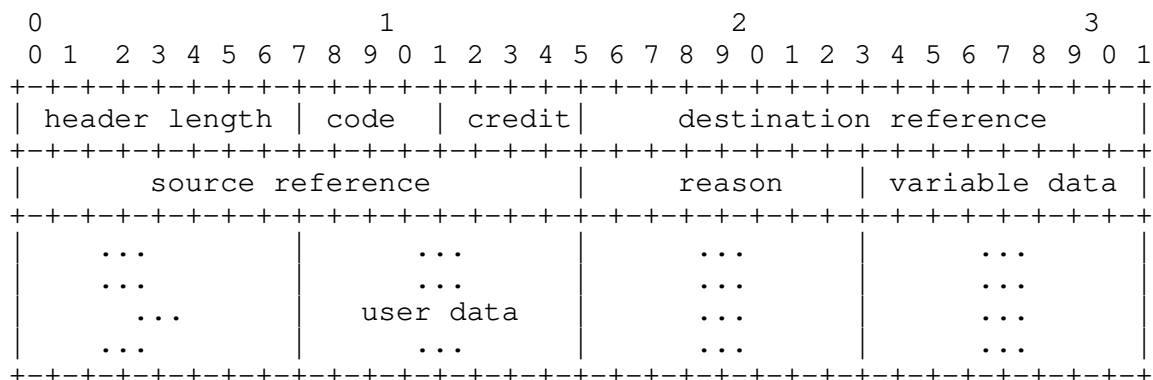 0                   1                   2                   3
0 1  2 3 4 5 6 7 8 9 0 1 2 3 4 5 6 7 8 9 0 1 2 3 4 5 6 7 8 9 0 1
+-+-+-+-+-+-+-+-+-+-+-+-+-+-+-+-+-+-+-+-+-+-+-+-+-+-+-+-+-+-+-+-+
| header length | code  | credit|     destination reference     |
+-+-+-+-+-+-+-+-+-+-+-+-+-+-+-+-+-+-+-+-+-+-+-+-+-+-+-+-+-+-+-+-+
|       source reference        |     reason    | variable data |
+-+-+-+-+-+-+-+-+-+-+-+-+-+-+-+-+-+-+-+-+-+-+-+-+-+-+-+-+-+-+-+-+
|    ...        |      ...      |      ...      |      ...      |
|    ...        |      ...      |      ...      |      ...      |
|      ...      |   user data   |      ...      |      ...      |
|    ...        |      ...      |      ...      |      ...      |
+-+-+-+-+-+-+-+-+-+-+-+-+-+-+-+-+-+-+-+-+-+-+-+-+-+-+-+-+-+-+-+-+